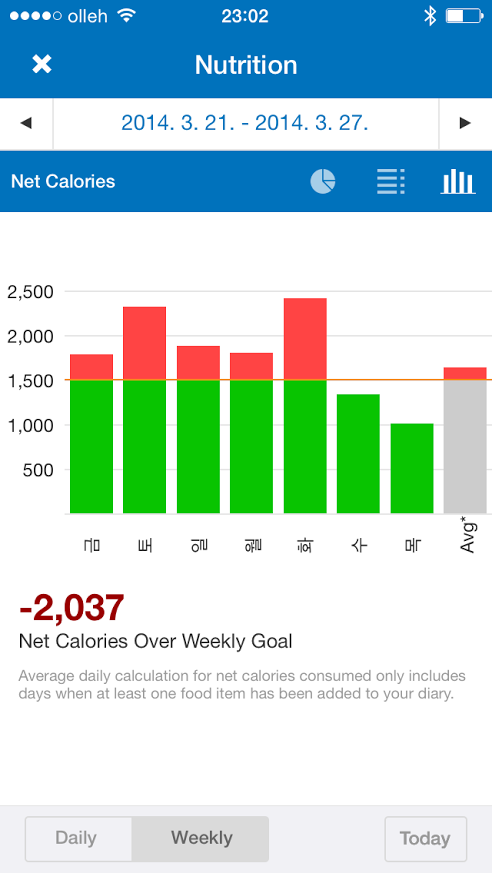 olleh 23:02
Nutrition
2014. 3. 21. - 2014. 3. 27.
Net Calories
2,500
2,000
1,500
1,000
500
금 토 일 월 화 수 목 Avg*
-2,037
Net Calories Over Weekly Goal
Average daily calculation for net calories consumed only includes
days when at least one food item has been added to your diary.
Daily Weekly Today